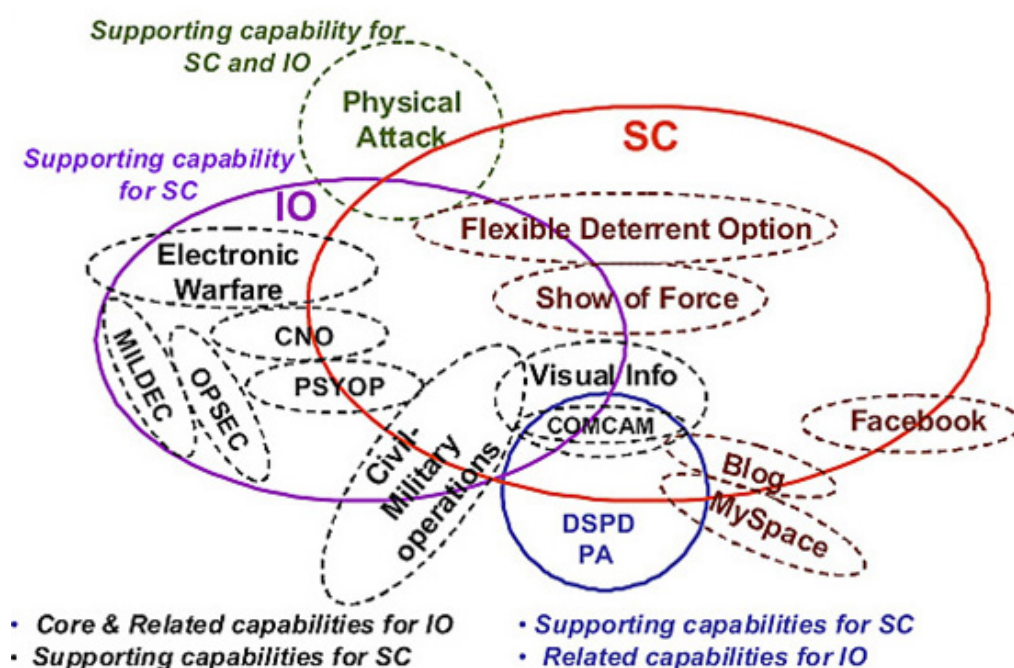 Supporting capability for
SC and IO
Physical
Attack
SC
Supporting capability
for SC
IO
Flexible Deterrent Option
Electronic
Warfare
Show of Force
CNO
MILDEC
OPSEC
PSYOP
Visual Info
COMCAM
Facebook
Civil-
Military
operations
Blog
MySpace
DSPD
PA
• Core & Related capabilities for IO
• Supporting capabilities for SC
• Supporting capabilities for SC
• Related capabilities for IO